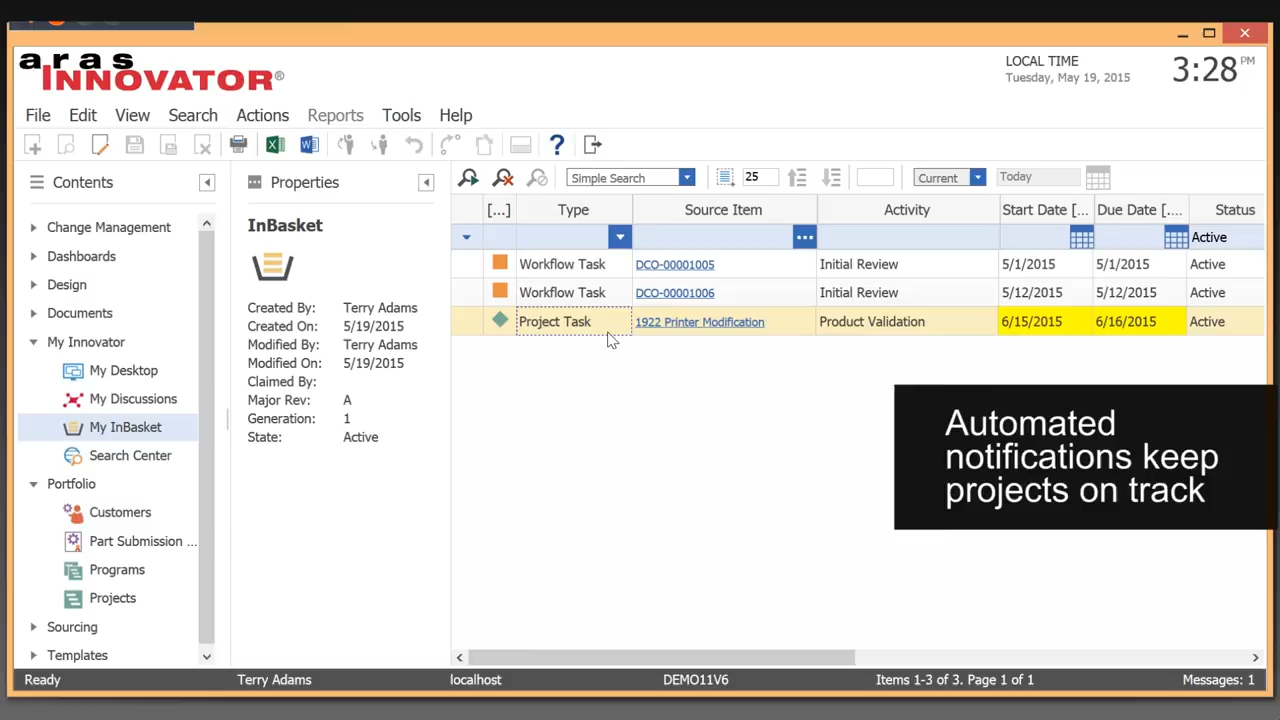 aras
INNOVATOR®
LOCAL TIME
Tuesday, May 19, 2015
3:28 PM
File Edit View Search Actions Reports Tools Help
Simple Search 25 Current Today
Contents
Change Management
Dashboards
Design
Documents
My Innovator
My Desktop
My Discussions
My InBasket
Search Center
Portfolio
Customers
Part Submission ...
Programs
Projects
Sourcing
Templates
Properties
InBasket
Created By: Terry Adams
Created On: 5/19/2015
Modified By: Terry Adams
Modified On: 5/19/2015
Claimed By:
Major Rev: A
Generation: 1
State: Active
[...] Type Source Item Activity Start Date [... Due Date [.... Status
Active
Workflow Task DCO-00001005 Initial Review 5/1/2015 5/1/2015 Active
Workflow Task DCO-00001006 Initial Review 5/12/2015 5/12/2015 Active
Project Task 1922 Printer Modification Product Validation 6/15/2015 6/16/2015 Active
Automated
notifications keep
projects on track
Ready Terry Adams localhost DEMO11V6 Items 1-3 of 3. Page 1 of 1 Messages: 1